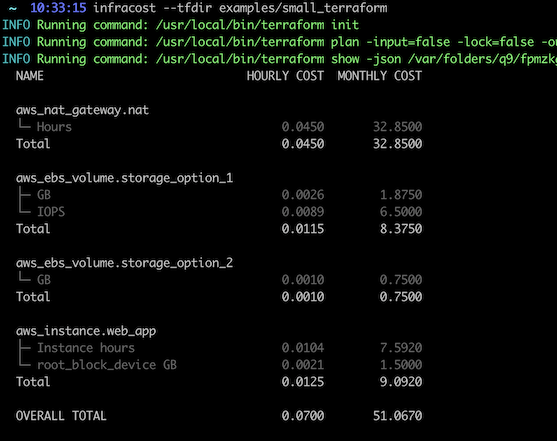 ~ 10:33:15 infracost --tfdir examples/small_terraform
INFO Running command: /usr/local/bin/terraform init
INFO Running command: /usr/local/bin/terraform plan -input=false -lock=false
INFO Running command: /usr/local/bin/terraform show -json
NAME HOURLY COST MONTHLY COST
aws_nat_gateway.nat
└─ Hours 0.0450 32.8500
Total 0.0450 32.8500
aws_ebs_volume.storage_option_1
├─ GB 0.0026 1.8750
└─ IOPS 0.0089 6.5000
Total 0.0115 8.3750
aws_ebs_volume.storage_option_2
└─ GB 0.0010 0.7500
Total 0.0010 0.7500
aws_instance.web_app
├─ Instance hours 0.0104 7.5920
└─ root_block_device GB 0.0021 1.5000
Total 0.0125 9.0920
OVERALL TOTAL 0.0700 51.0670